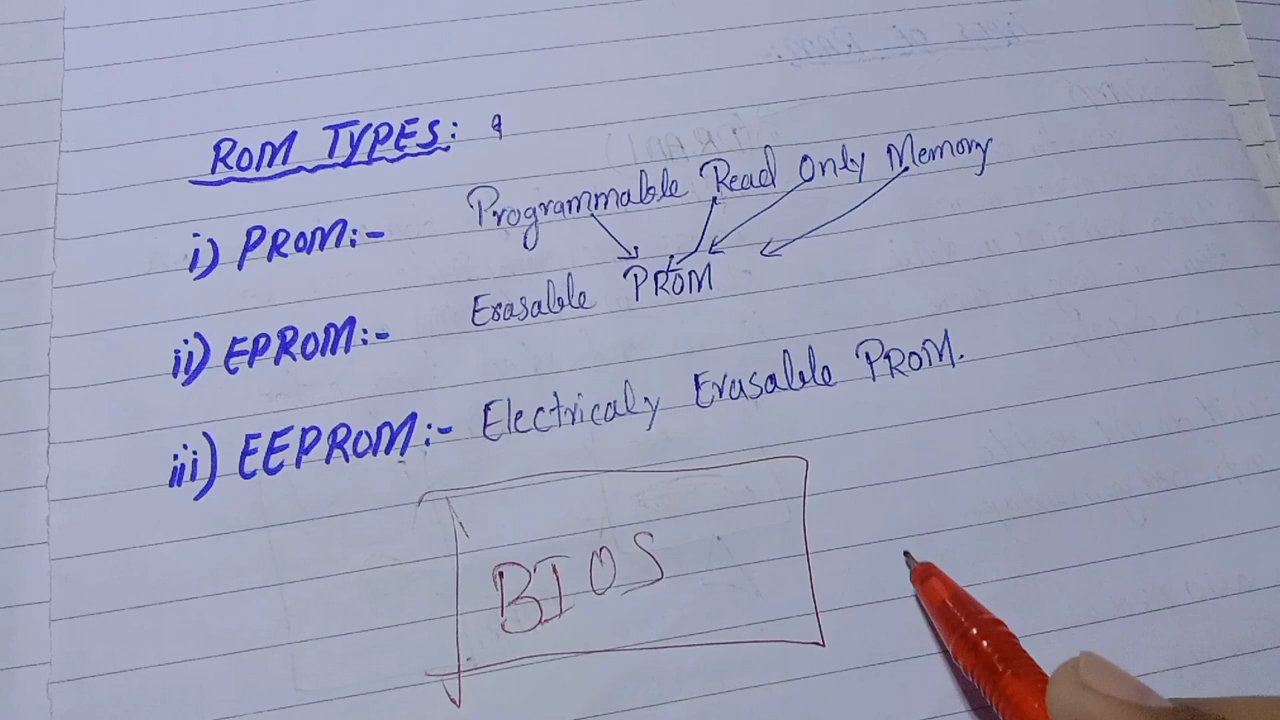 ROM TYPES:
i) PROM:- Programmable Read Only Memory
ii) EPROM:- Erasable PROM
iii) EEPROM:- Electricaly Erasable PROM.
BIOS